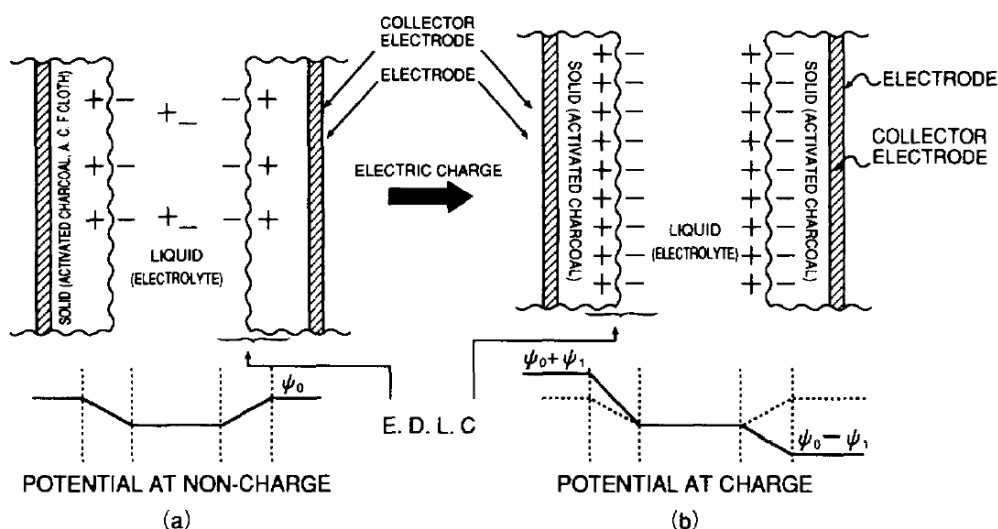 COLLECTOR
ELECTRODE
ELECTRODE
SOLID (ACTIVATED CHARCOAL, A. C. F CLOTH)
LIQUID
(ELECTROLYTE)
ELECTRIC CHARGE
SOLID (ACTIVATED CHARCOAL)
LIQUID
(ELECTROLYTE)
SOLID (ACTIVATED CHARCOAL)
ELECTRODE
COLLECTOR
ELECTRODE
ψ₀
E. D. L. C
ψ₀+ψ₁
ψ₀−ψ₁
POTENTIAL AT NON-CHARGE
(a)
POTENTIAL AT CHARGE
(b)